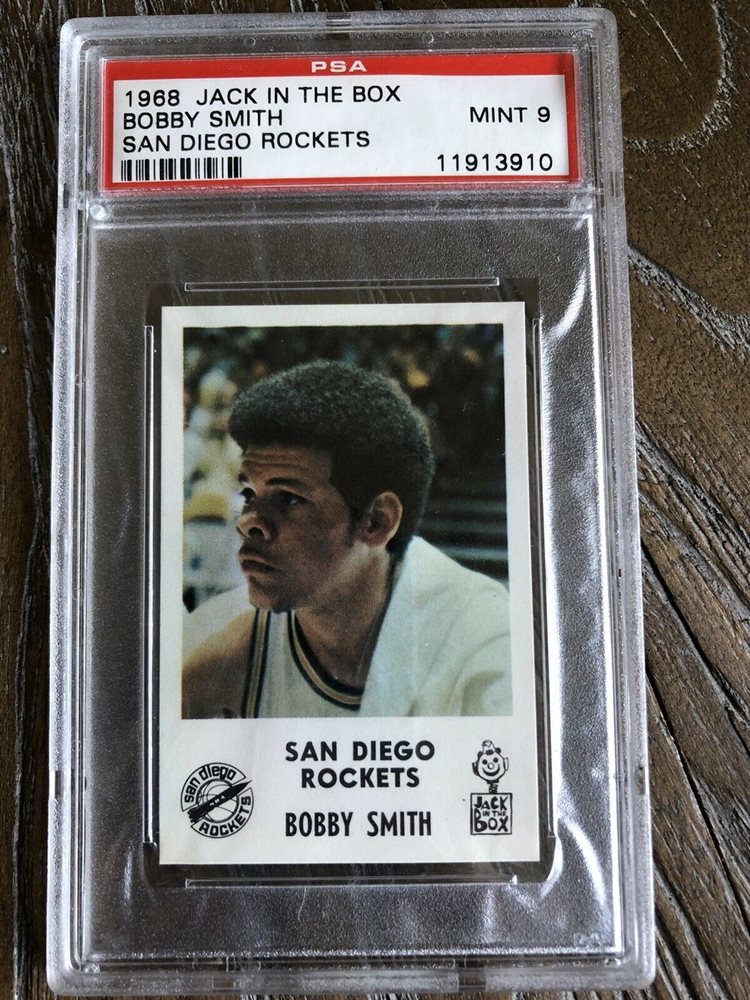 PSA
1968 JACK IN THE BOX
BOBBY SMITH MINT 9
SAN DIEGO ROCKETS
11913910
SAN DIEGO
ROCKETS
BOBBY SMITH
san diego
ROCKETS
JACK
IN THE
BOX